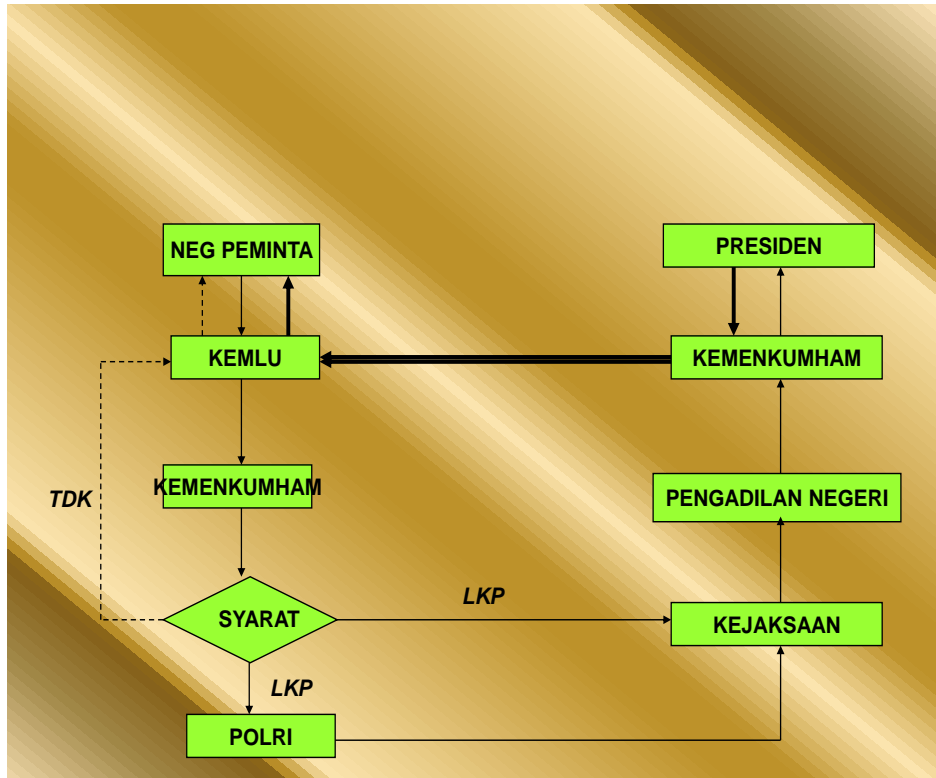 NEG PEMINTA
PRESIDEN
KEMLU
KEMENKUMHAM
KEMENKUMHAM
TDK
PENGADILAN NEGERI
LKP
SYARAT
KEJAKSAAN
LKP
POLRI